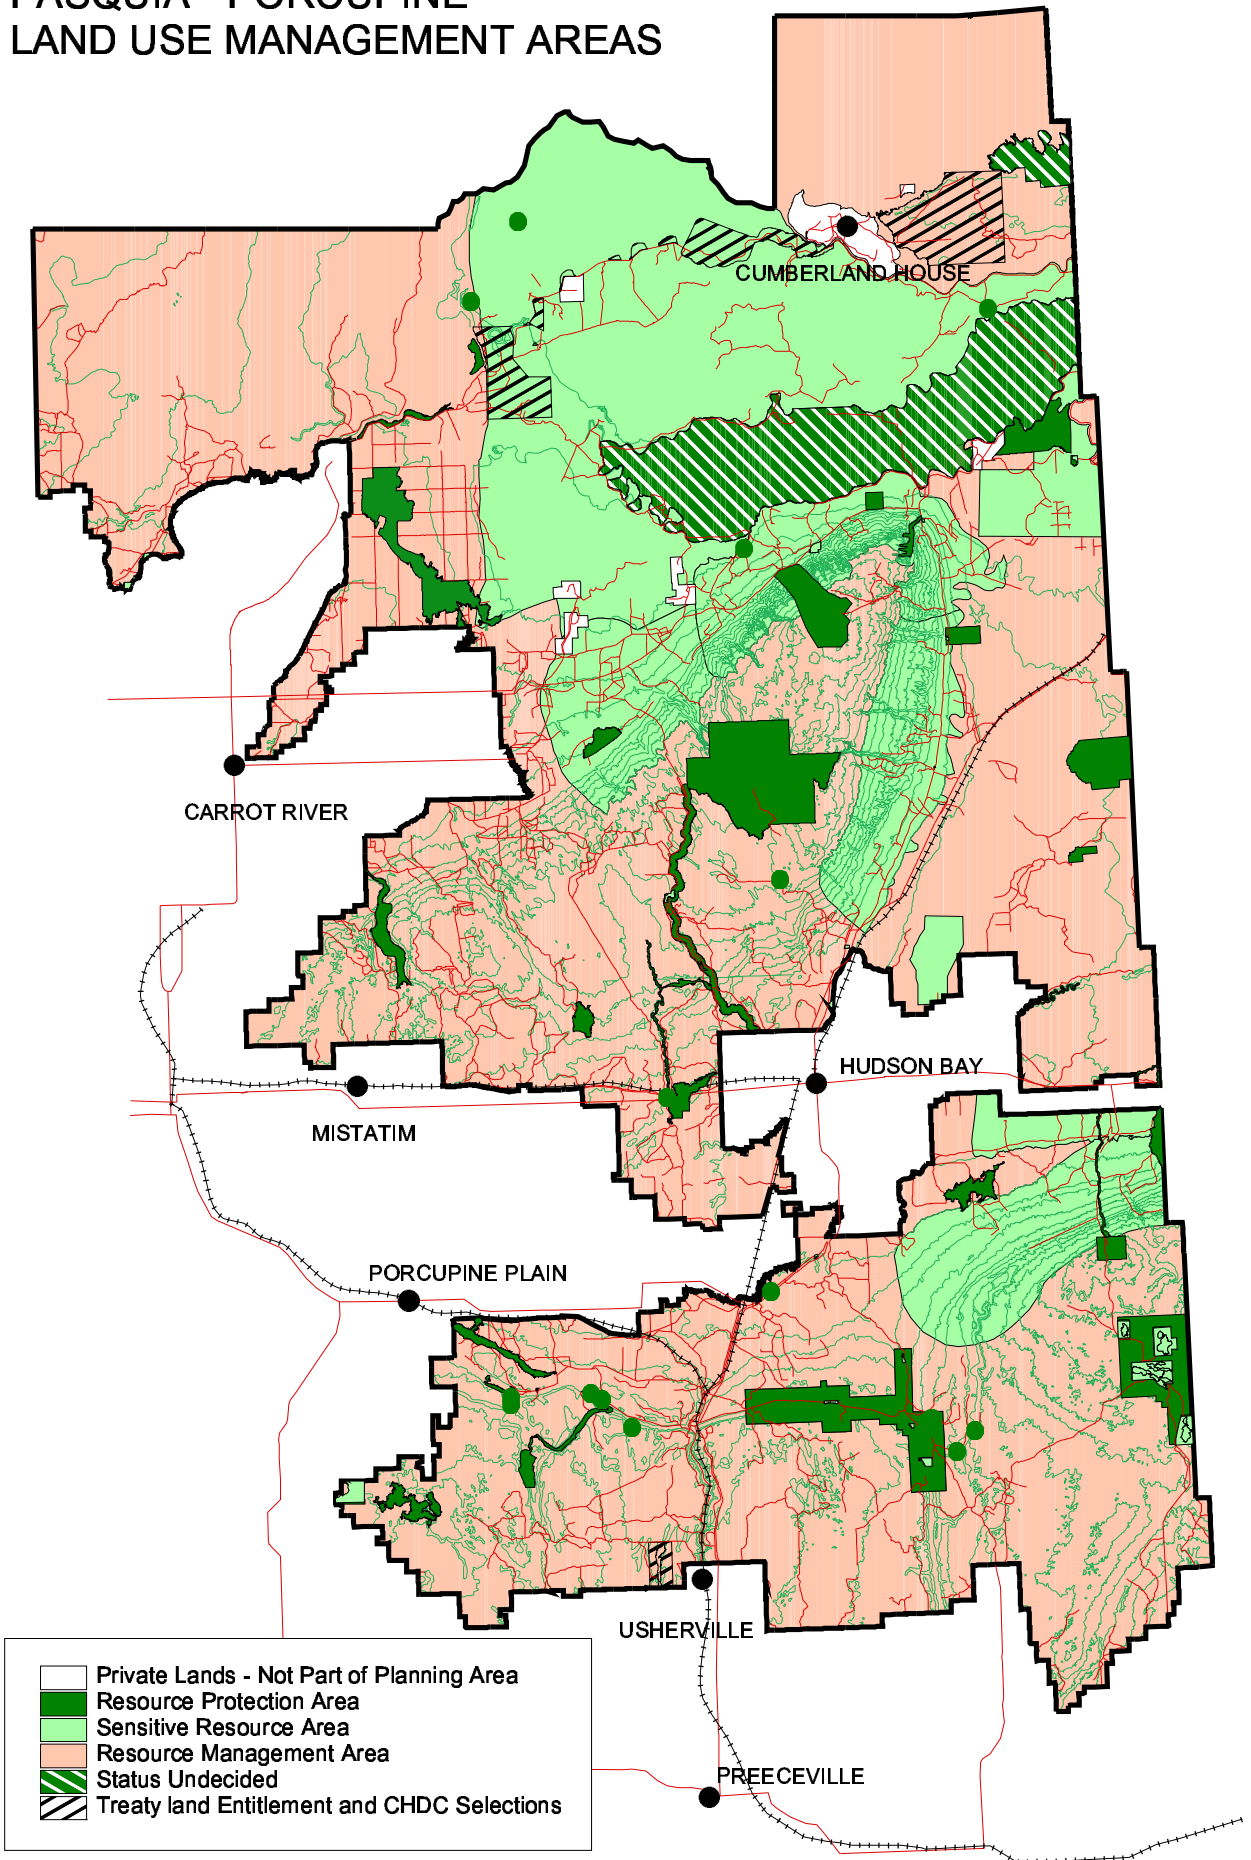 PASQUIA - PORCUPINE
LAND USE MANAGEMENT AREAS
CUMBERLAND HOUSE
CARROT RIVER
HUDSON BAY
MISTATIM
PORCUPINE PLAIN
USHERVILLE
PREECEVILLE
Private Lands - Not Part of Planning Area
Resource Protection Area
Sensitive Resource Area
Resource Management Area
Status Undecided
Treaty land Entitlement and CHDC Selections